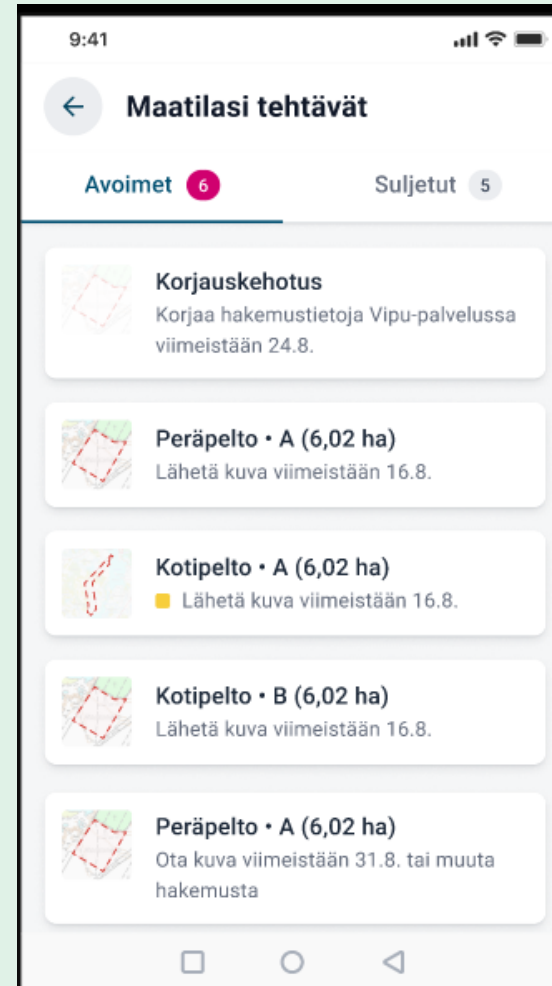 9:41
Maatilasi tehtävät
Avoimet 6 Suljetut 5
Korjauskehotus
Korjaa hakemustietoja Vipu-palvelussa
viimeistään 24.8.
Peräpelto • A (6,02 ha)
Lähetä kuva viimeistään 16.8.
Kotipelto • A (6,02 ha)
Lähetä kuva viimeistään 16.8.
Kotipelto • B (6,02 ha)
Lähetä kuva viimeistään 16.8.
Peräpelto • A (6,02 ha)
Ota kuva viimeistään 31.8. tai muuta
hakemusta